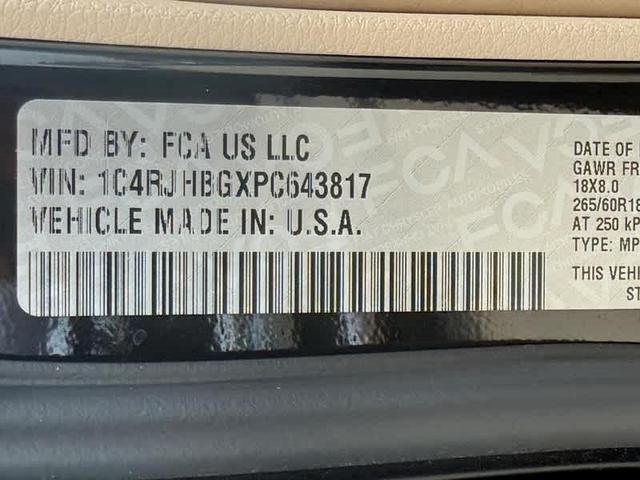 MFD BY: FCA US LLC
VIN: 1C4RJHBGXPC643817
VEHICLE MADE IN: U.S.A.
DATE OF
GAWR FR
18X8.0
265/60R18
AT 250 kP
TYPE: MP
THIS VEHI
ST